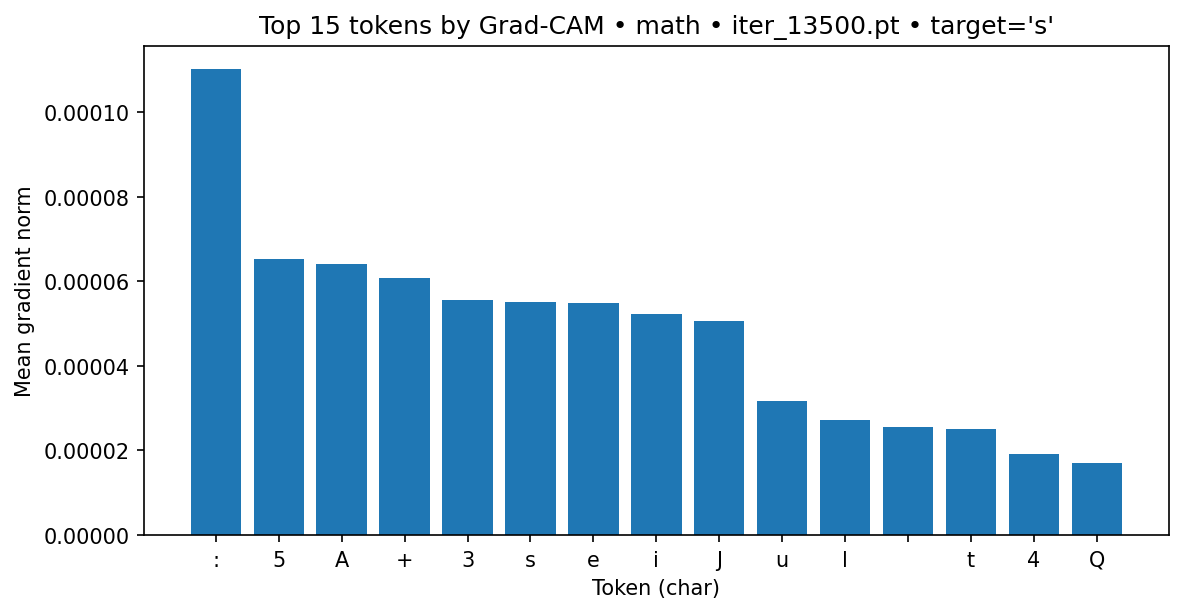 Top 15 tokens by Grad-CAM • math • iter_13500.pt • target='s'
Mean gradient norm
0.00010
0.00008
0.00006
0.00004
0.00002
0.00000
: 5 A + 3 s e i J u l t 4 Q
Token (char)